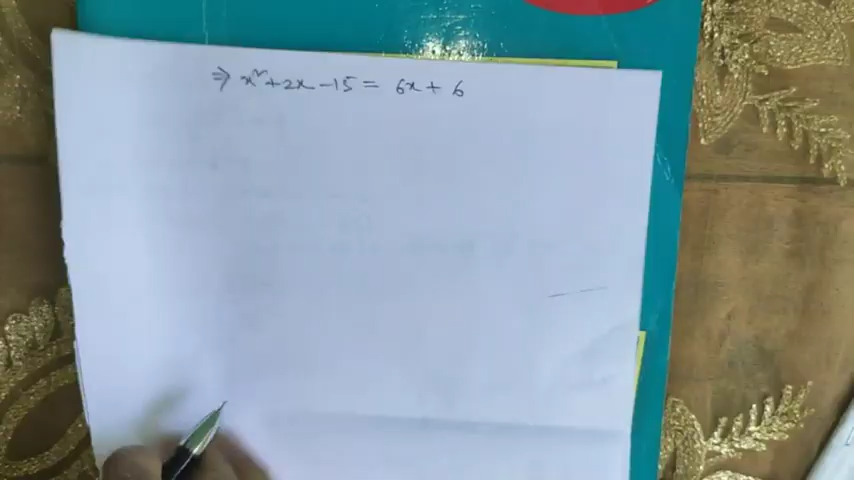 ⇒ x² + 2x - 15 = 6x + 6